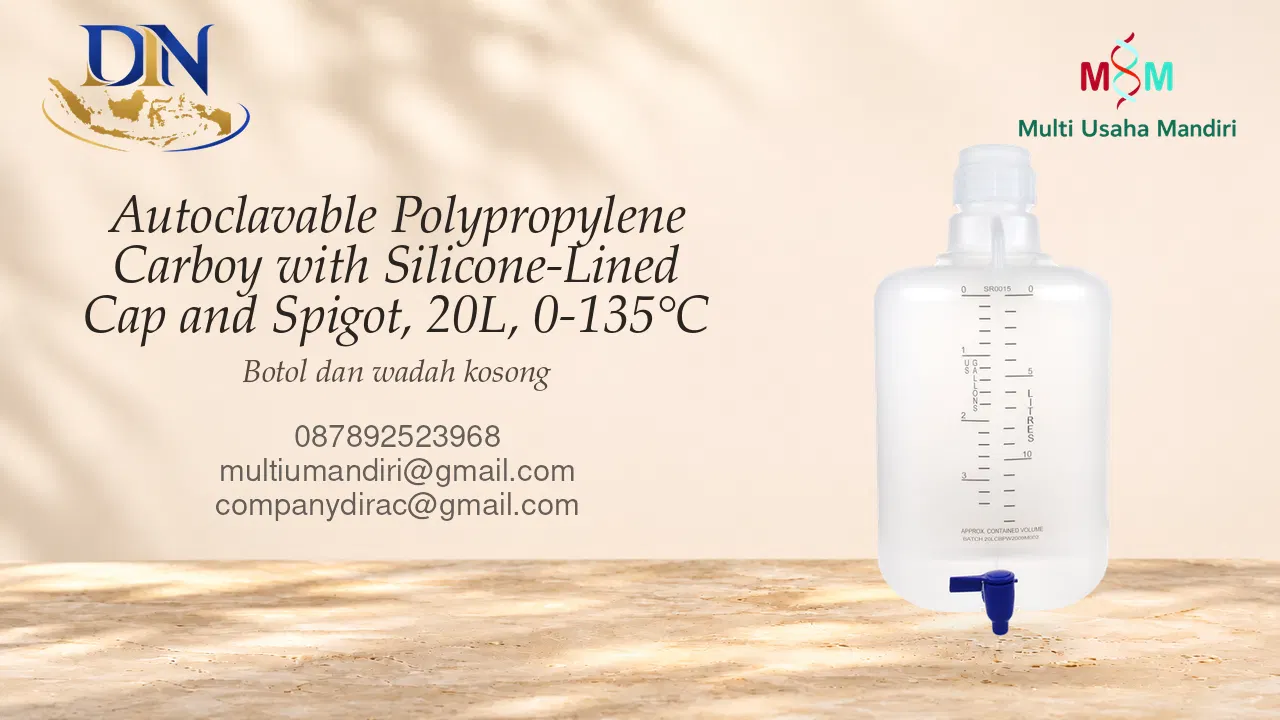 DIN
MSM
Multi Usaha Mandiri
Autoclavable Polypropylene
Carboy with Silicone-Lined
Cap and Spigot, 20L, 0-135°C
Botol dan wadah kosong
087892523968
multiumandiri@gmail.com
companydirac@gmail.com
0 SR0015 0
1
US GALLONS
5
LITRES
2
10
3
APPROX. CONTAINED VOLUME